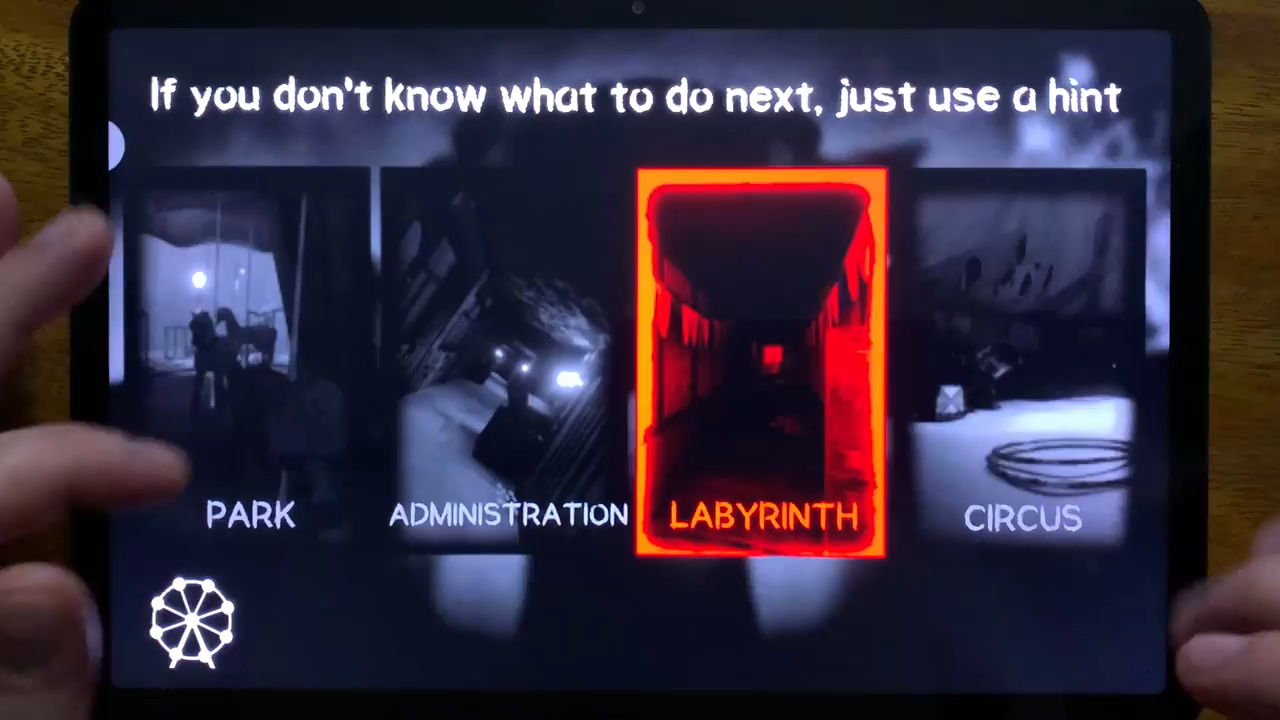 If you don't know what to do next, just use a hint
PARK
ADMINISTRATION
LABYRINTH
CIRCUS